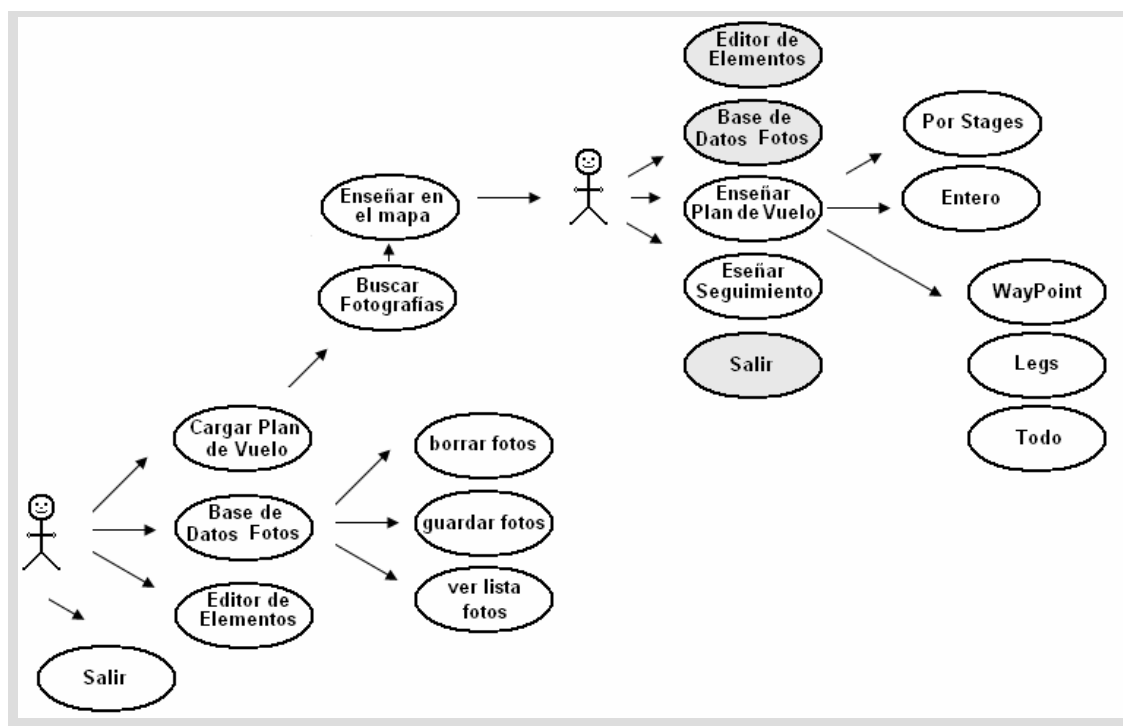 Editor de
Elementos
Base de
Datos Fotos
Por Stages
Enseñar en
el mapa
Enseñar
Plan de Vuelo
Entero
Buscar
Fotografías
Eseñar
Seguimiento
WayPoint
Salir
Legs
Cargar Plan
de Vuelo
borrar fotos
Todo
Base de
Datos Fotos
guardar fotos
Editor de
Elementos
ver lista
fotos
Salir